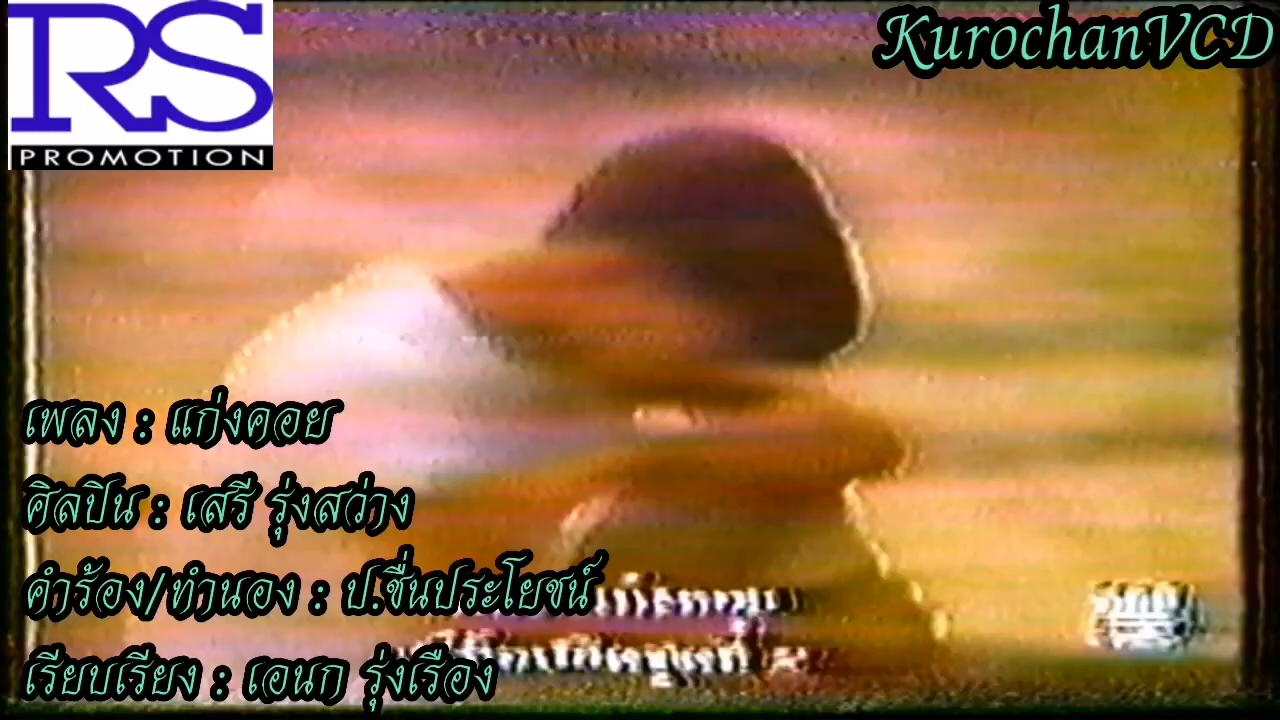 RS
PROMOTION
KurochanVCD
เพลง : แก่งคอย
ศิลปิน : เสรี รุ่งสว่าง
คำร้อง/ทำนอง : ป.ชื่นประโยชน์
เรียบเรียง : เอนก รุ่งเรือง